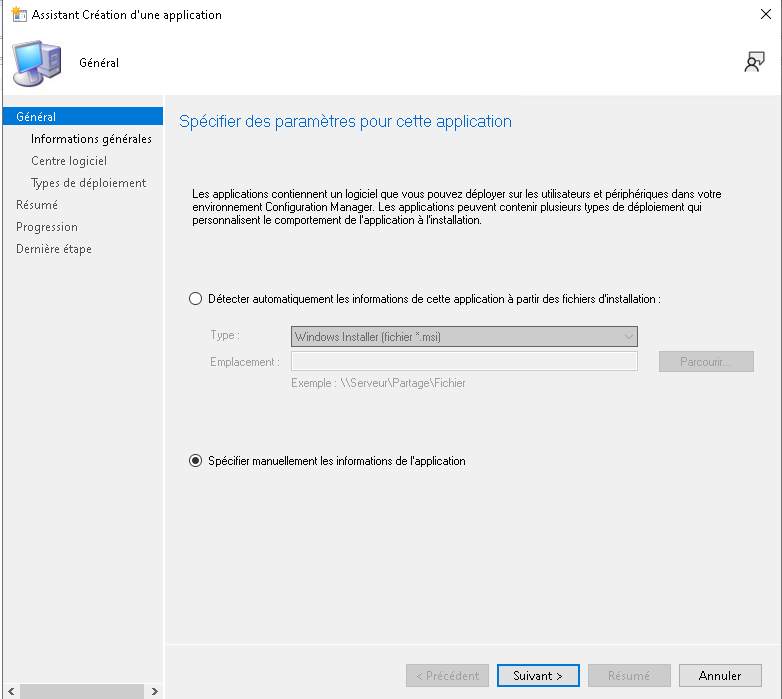 Assistant Création d'une application
Général
Général
Informations générales
Centre logiciel
Types de déploiement
Résumé
Progression
Dernière étape
Spécifier des paramètres pour cette application
Les applications contiennent un logiciel que vous pouvez déployer sur les utilisateurs et périphériques dans votre
environnement Configuration Manager. Les applications peuvent contenir plusieurs types de déploiement qui
personnalisent le comportement de l'application à l'installation.
Détecter automatiquement les informations de cette application à partir des fichiers d'installation :
Type :
Windows Installer (fichier *.msi)
Emplacement :
Parcourir...
Exemple : \\Serveur\Partage\Fichier
Spécifier manuellement les informations de l'application
< Précédent
Suivant >
Résumé
Annuler